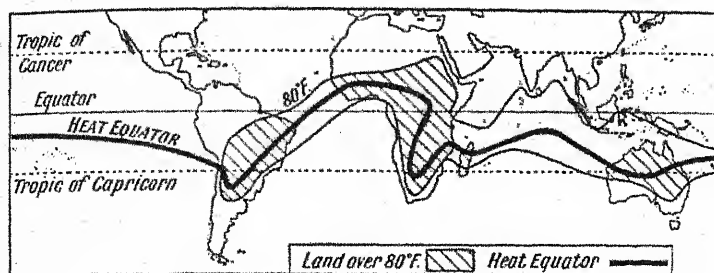 Tropic of
Cancer
80°F.
Equator
HEAT EQUATOR
Tropic of Capricorn
Land over 80°F. Heat Equator